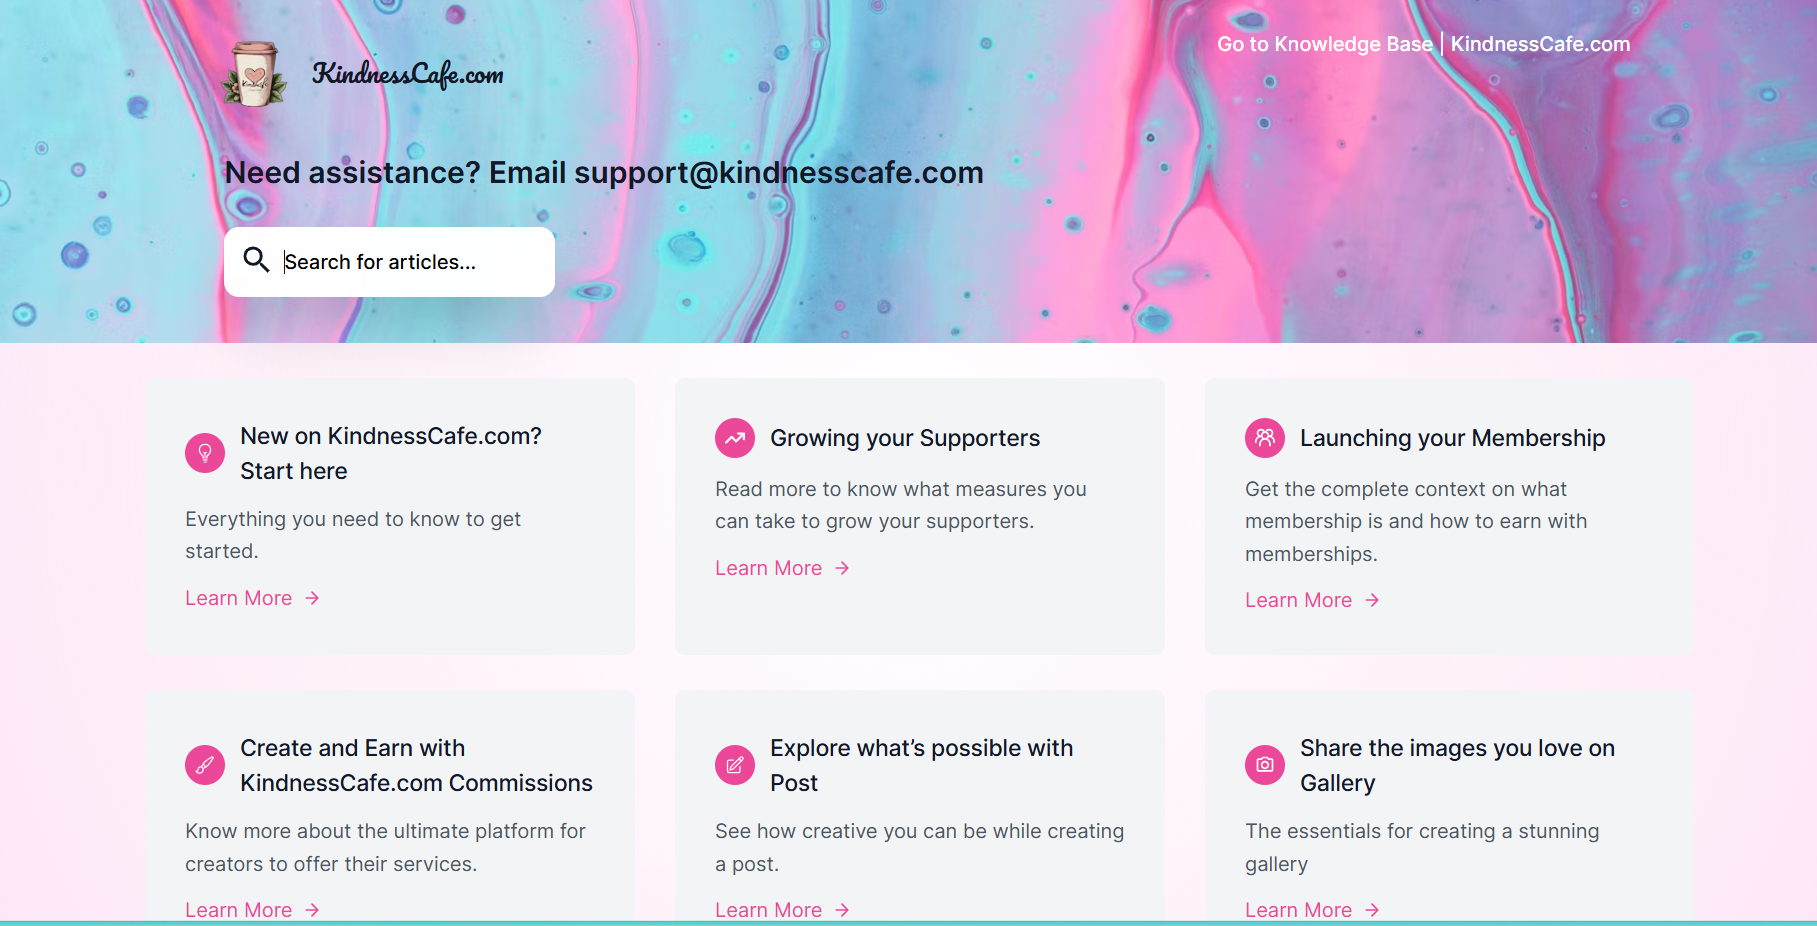 KindnessCafe.com
Go to Knowledge Base | KindnessCafe.com
Need assistance? Email support@kindnesscafe.com
Search for articles...
New on KindnessCafe.com?
Start here
Everything you need to know to get
started.
Learn More →
Growing your Supporters
Read more to know what measures you
can take to grow your supporters.
Learn More →
Launching your Membership
Get the complete context on what
membership is and how to earn with
memberships.
Learn More →
Create and Earn with
KindnessCafe.com Commissions
Know more about the ultimate platform for
creators to offer their services.
Learn More →
Explore what’s possible with
Post
See how creative you can be while creating
a post.
Learn More →
Share the images you love on
Gallery
The essentials for creating a stunning
gallery
Learn More →